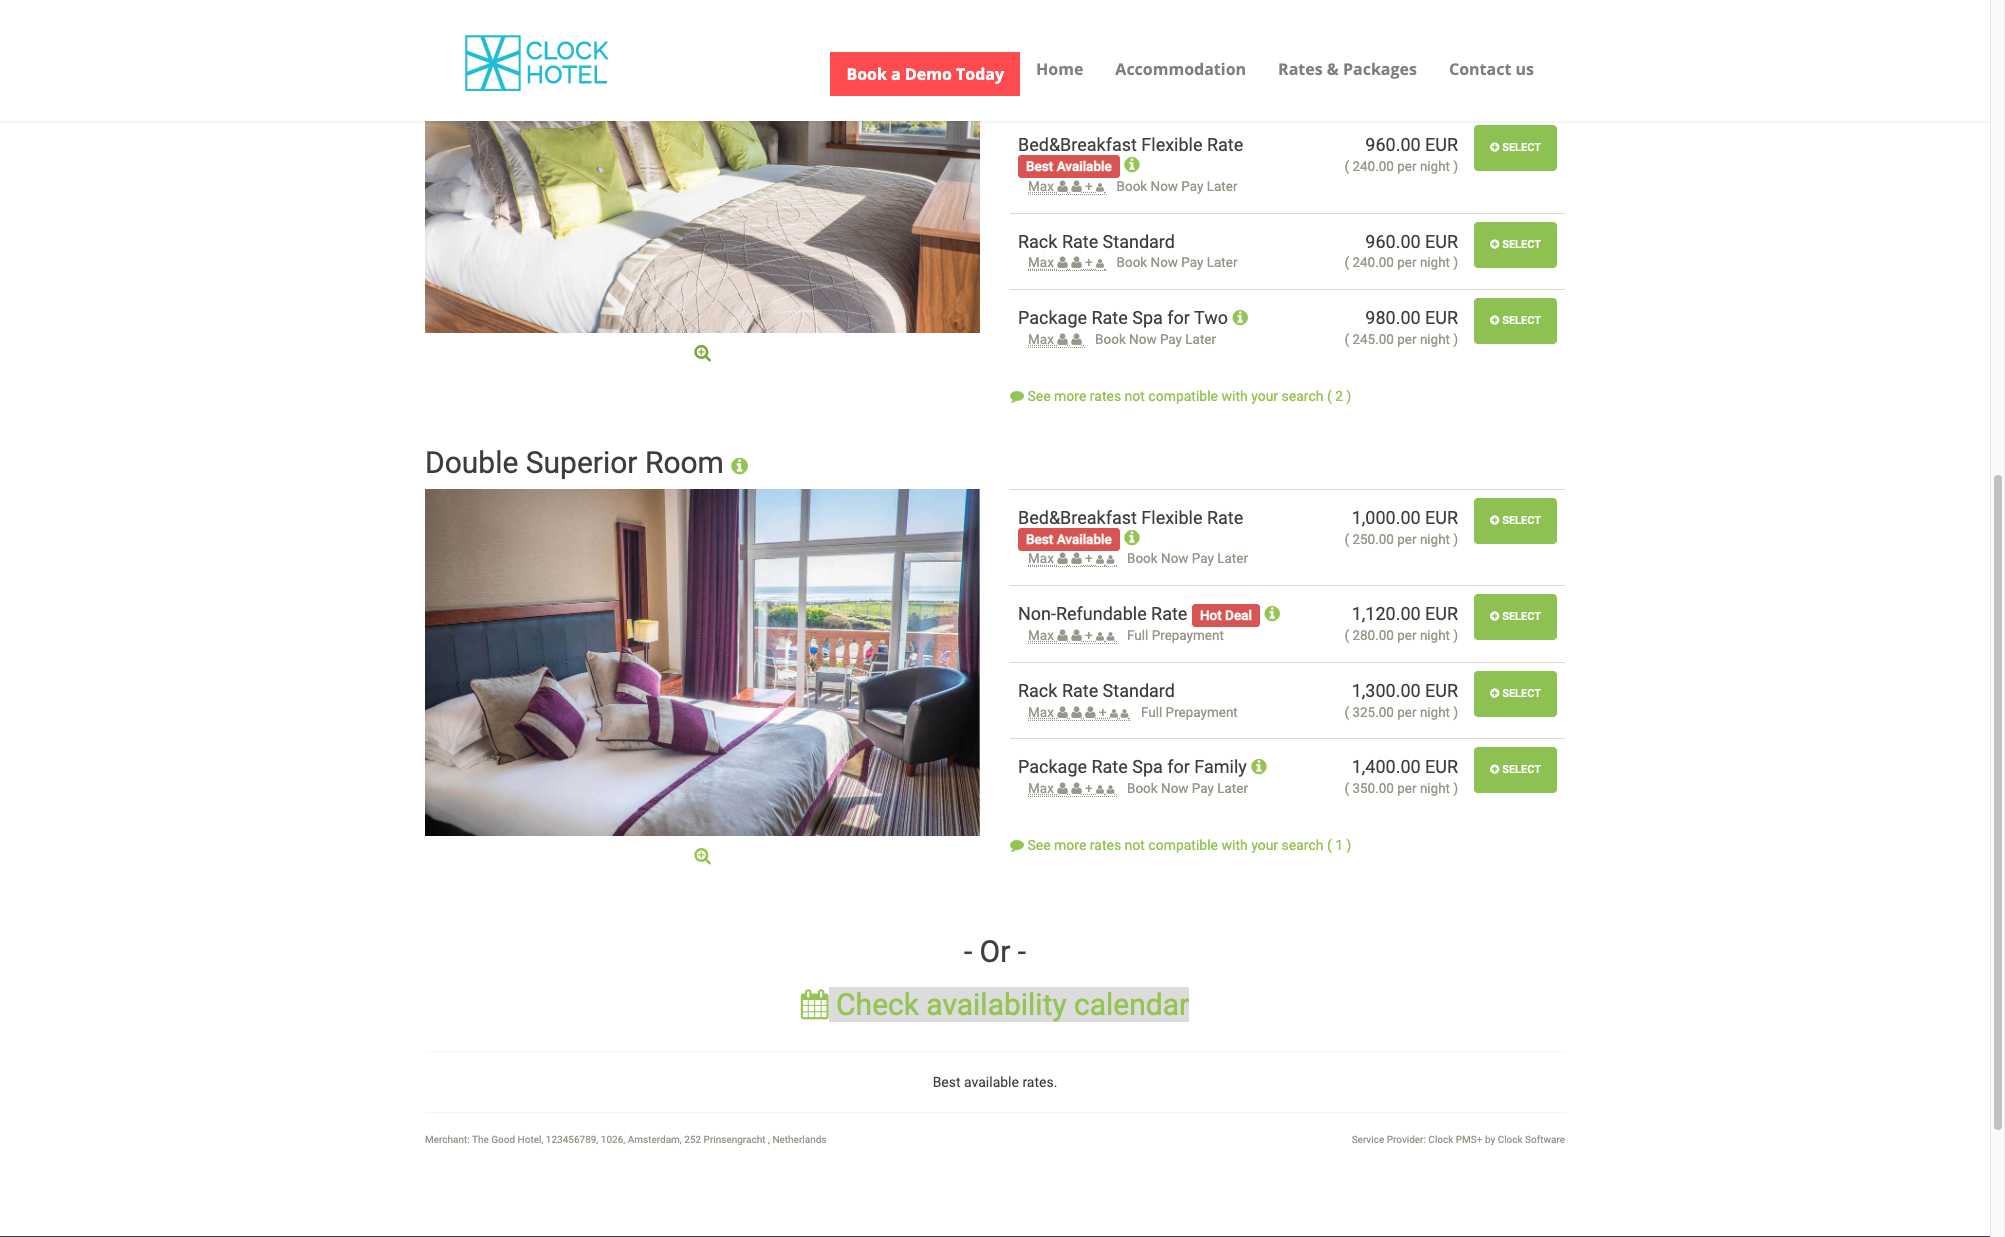 CLOCK
HOTEL
Book a Demo Today
Home
Accommodation
Rates & Packages
Contact us
Bed&Breakfast Flexible Rate
960.00 EUR
SELECT
Best Available
( 240.00 per night )
Max + Book Now Pay Later
Rack Rate Standard
960.00 EUR
SELECT
Max + Book Now Pay Later
( 240.00 per night )
Package Rate Spa for Two
980.00 EUR
SELECT
Max Book Now Pay Later
( 245.00 per night )
See more rates not compatible with your search ( 2 )
Double Superior Room
Bed&Breakfast Flexible Rate
1,000.00 EUR
SELECT
Best Available
( 250.00 per night )
Max + Book Now Pay Later
Non-Refundable Rate Hot Deal
1,120.00 EUR
SELECT
Max + Full Prepayment
( 280.00 per night )
Rack Rate Standard
1,300.00 EUR
SELECT
Max + Full Prepayment
( 325.00 per night )
Package Rate Spa for Family
1,400.00 EUR
SELECT
Max + Book Now Pay Later
( 350.00 per night )
See more rates not compatible with your search ( 1 )
- Or -
Check availability calendar
Best available rates.
Merchant: The Good Hotel, 123456789, 1026, Amsterdam, 252 Prinsengracht , Netherlands
Service Provider: Clock PMS+ by Clock Software